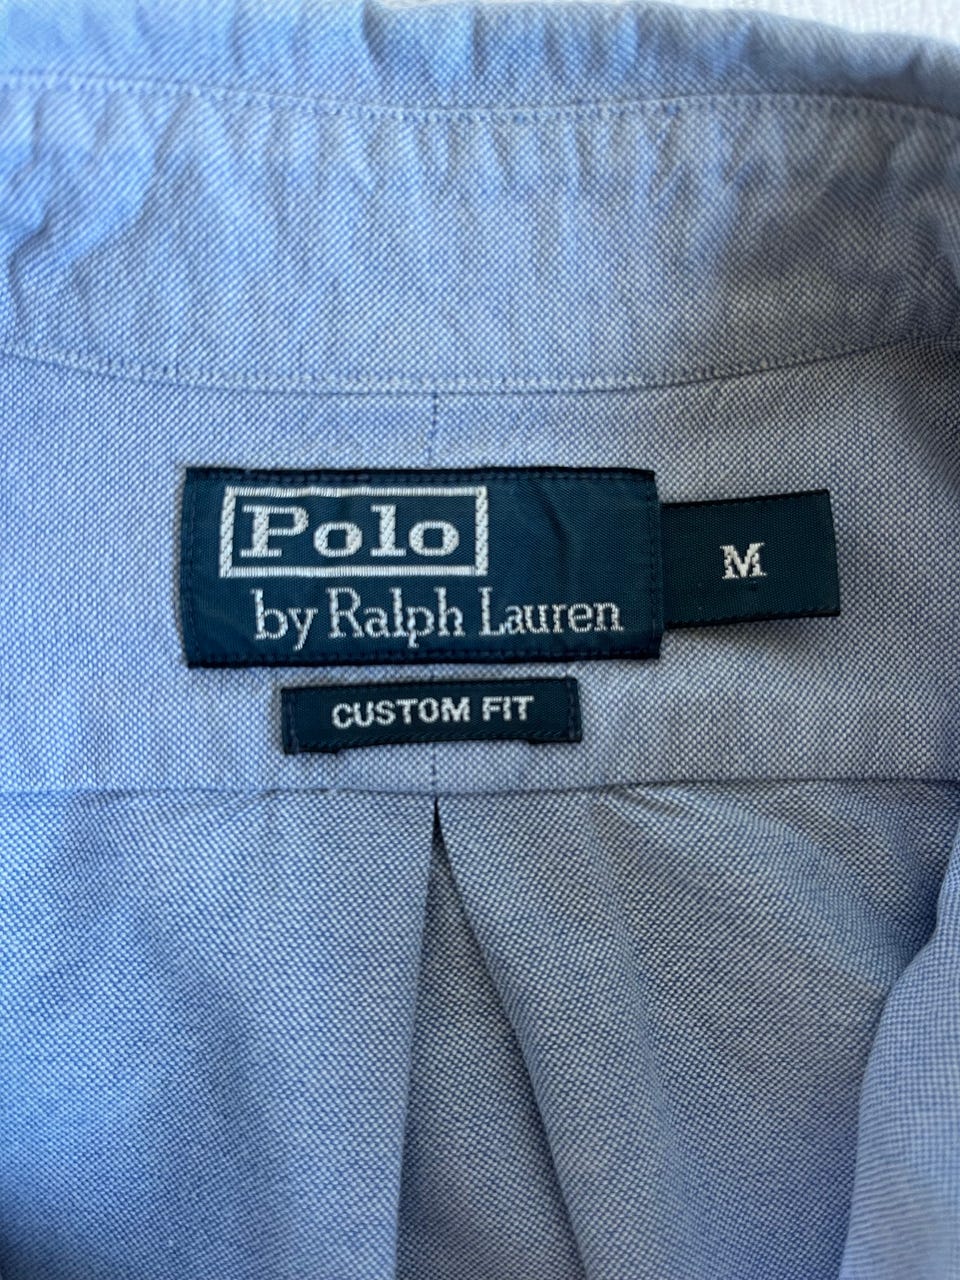 Polo
by Ralph Lauren
M
CUSTOM FIT